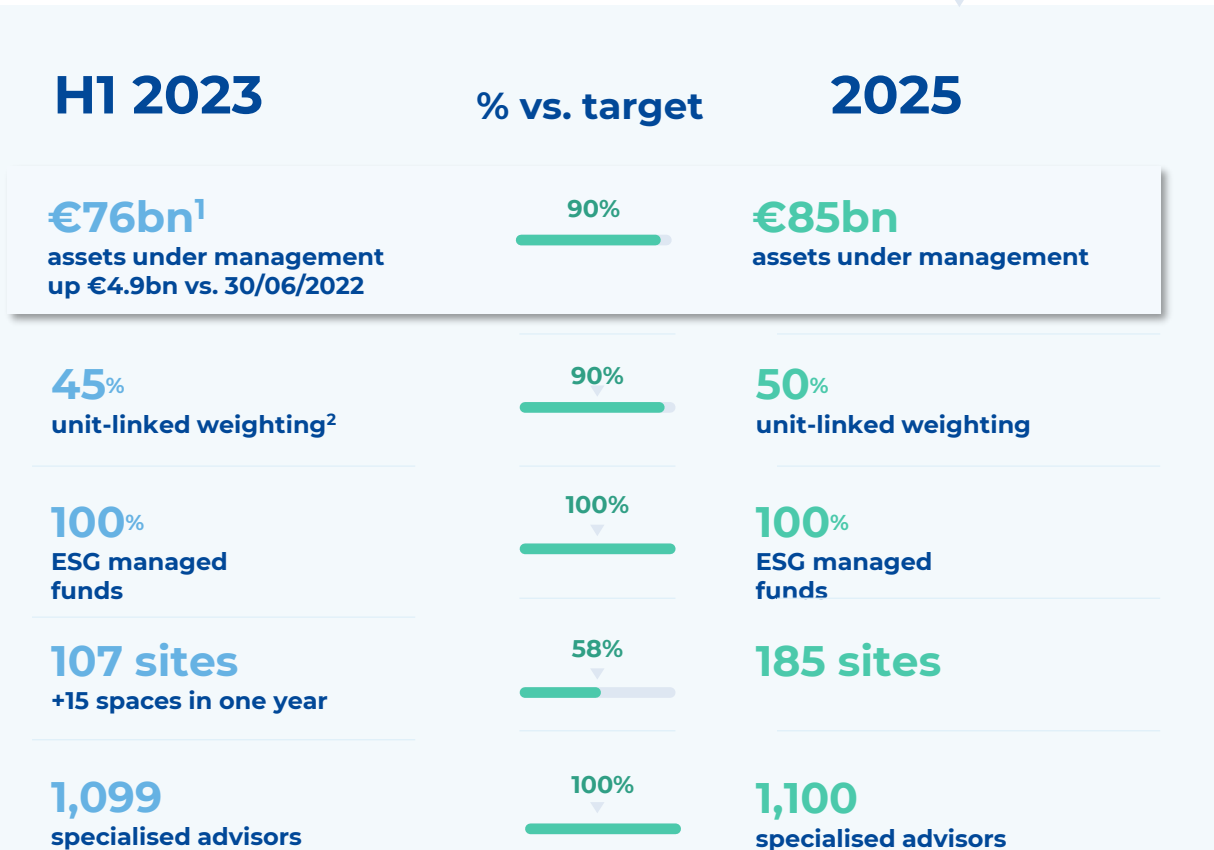 H1 2023
% vs. target
2025
€76bn¹
assets under management
up €4.9bn vs. 30/06/2022
90%
€85bn
assets under management
45%
unit-linked weighting²
90%
50%
unit-linked weighting
100%
ESG managed
funds
100%
100%
ESG managed
funds
107 sites
+15 spaces in one year
58%
185 sites
1,099
specialised advisors
100%
1,100
specialised advisors